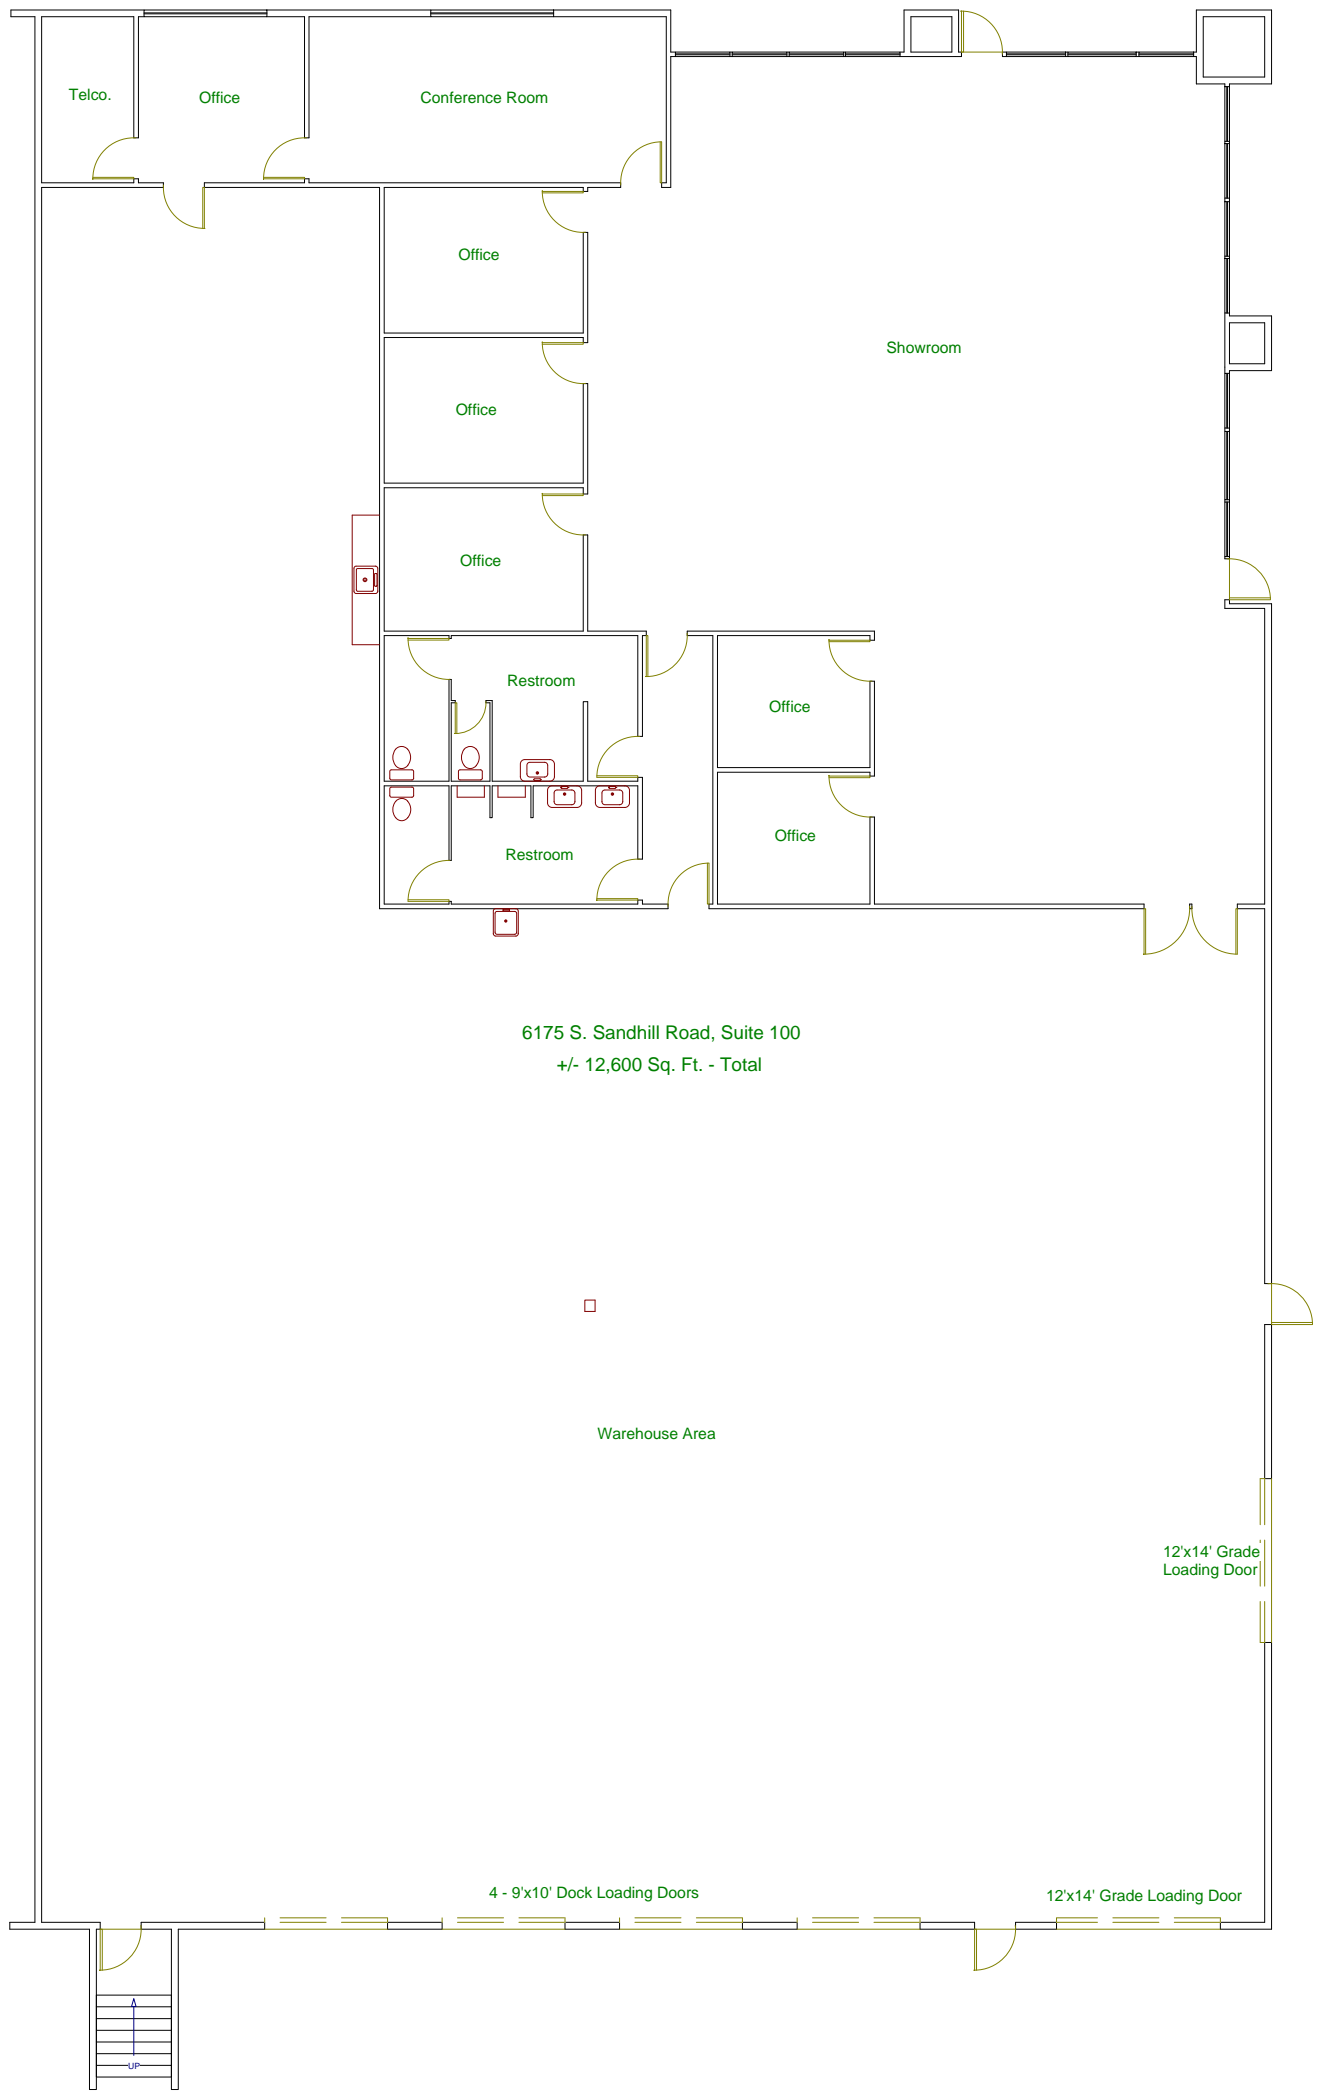 Telco.
Office
Conference Room
Office
Showroom
Office
Office
Restroom
Office
Office
Restroom
6175 S. Sandhill Road, Suite 100
+/- 12,600 Sq. Ft. - Total
Warehouse Area
12'x14' Grade
Loading Door
4 - 9'x10' Dock Loading Doors
12'x14' Grade Loading Door
UP